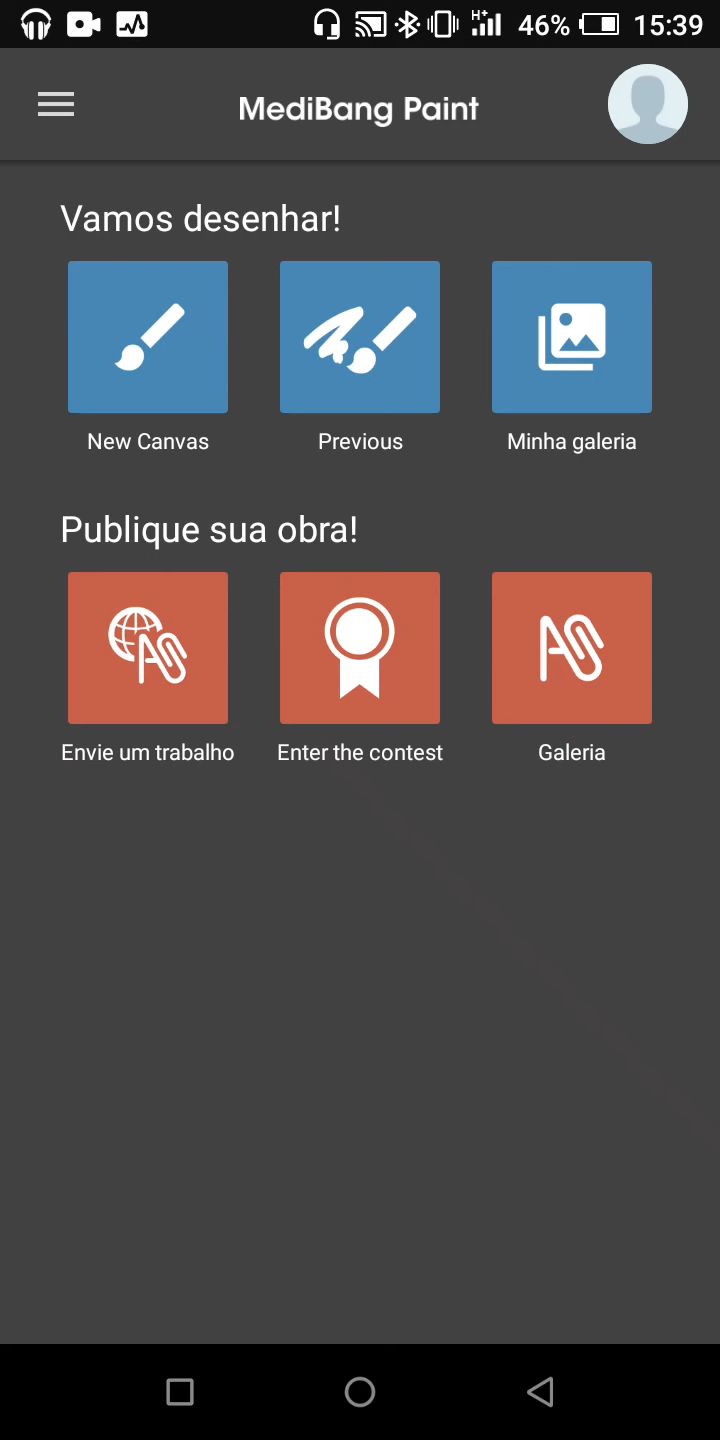 H+ 46% 15:39
MediBang Paint
Vamos desenhar!
New Canvas Previous Minha galeria
Publique sua obra!
Envie um trabalho Enter the contest Galeria